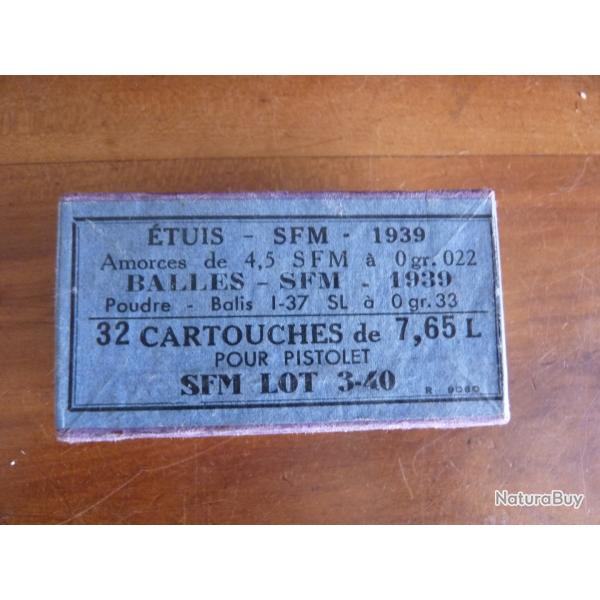 ÉTUIS - SFM - 1939
Amorces de 4,5 SFM à 0 gr. 022
BALLES - SFM - 1939
Poudre - Balis 1-37 SL à 0 gr. 33
32 CARTOUCHES de 7,65 L
POUR PISTOLET
SFM LOT 3-40
R 9080
NaturaBuy